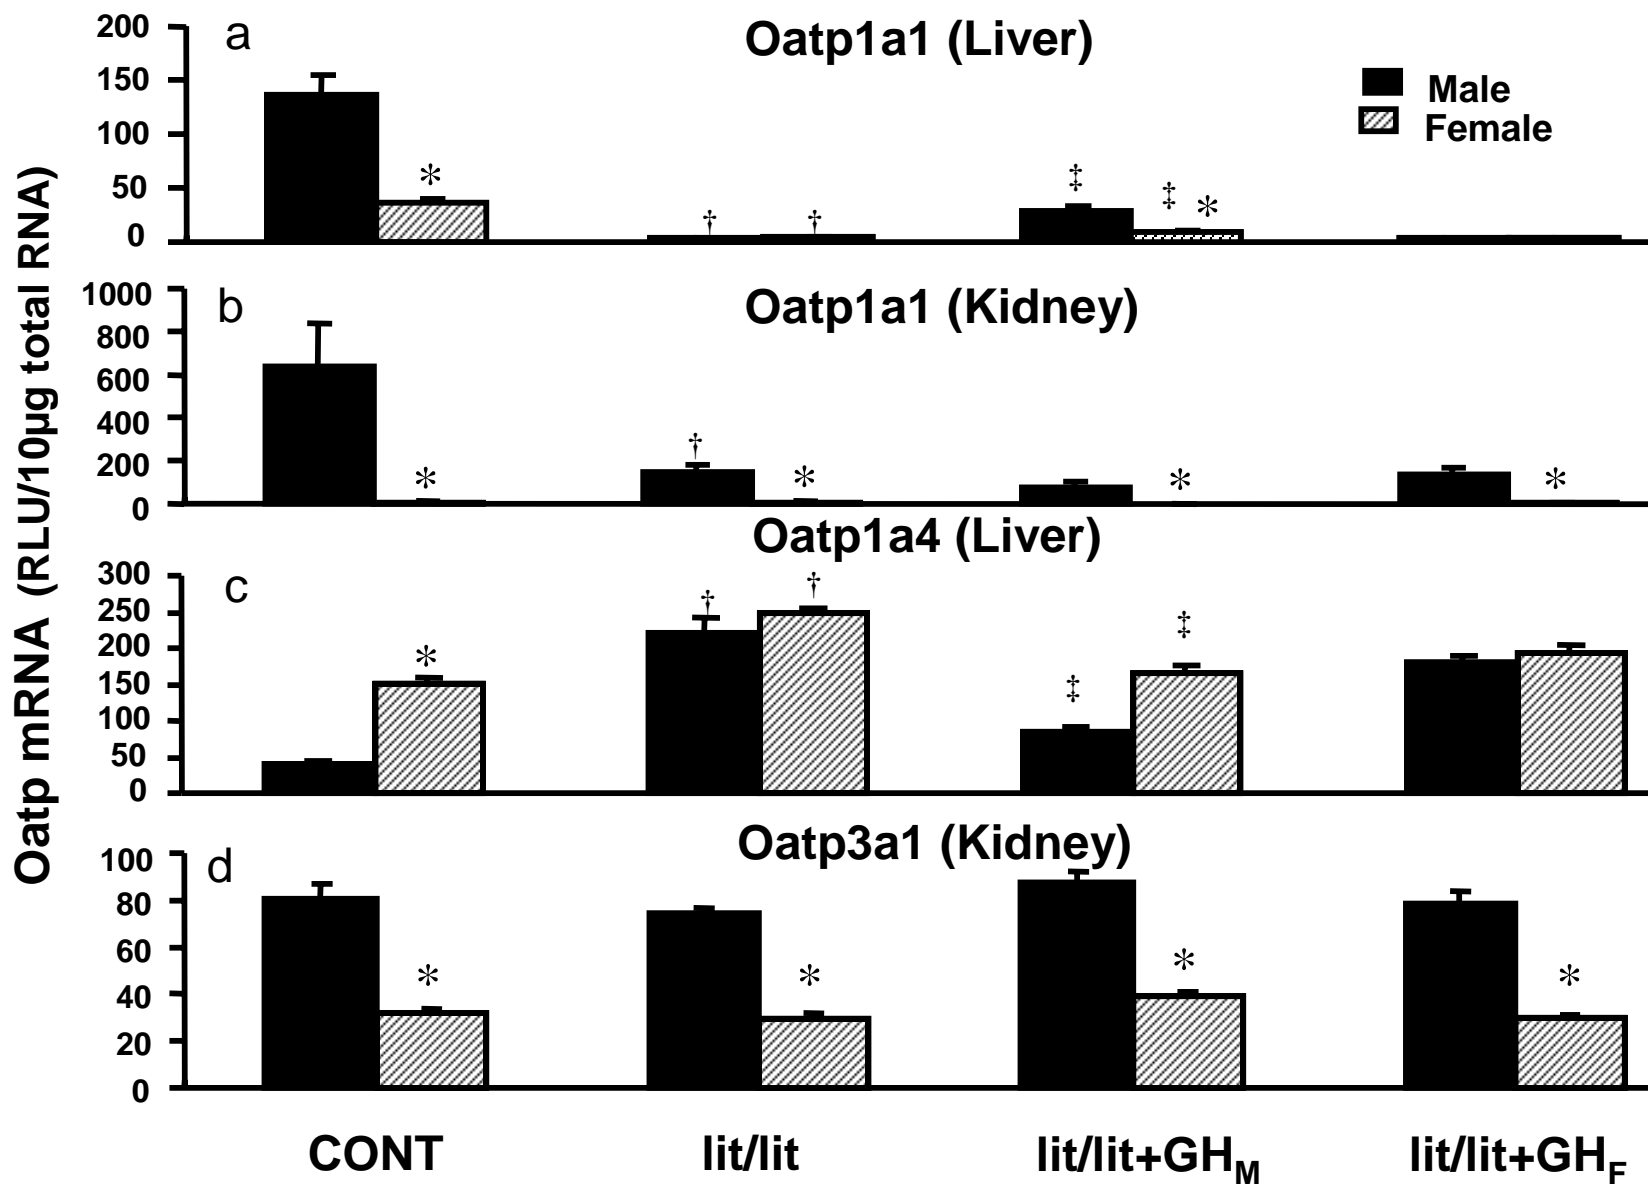 Oatp mRNA (RLU/10µg total RNA)
a
Oatp1a1 (Liver)
200
150
100
50
0
Male
Female
*
†
†
‡
‡ *
b
Oatp1a1 (Kidney)
1000
800
600
400
200
0
*
†
*
*
*
Oatp1a4 (Liver)
c
300
250
200
150
100
50
0
*
†
†
‡
‡
Oatp3a1 (Kidney)
d
100
80
60
40
20
0
*
*
*
*
CONT
lit/lit
lit/lit+GHM
lit/lit+GHF